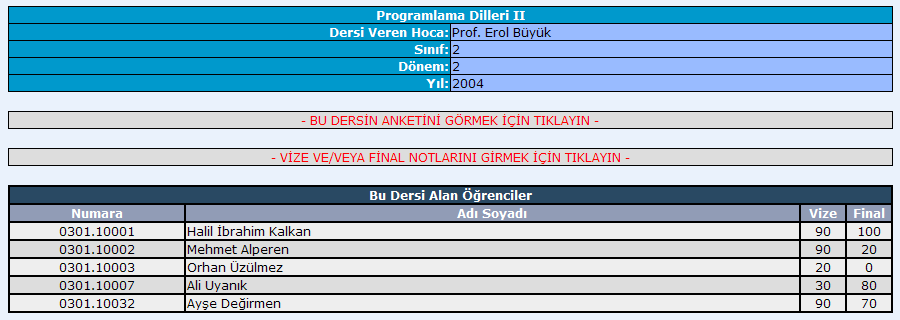 Programlama Dilleri II
Dersi Veren Hoca: Prof. Erol Büyük
Sınıf: 2
Dönem: 2
Yıl: 2004
- BU DERSİN ANKETİNİ GÖRMEK İÇİN TIKLAYIN -
- VİZE VE/VEYA FİNAL NOTLARINI GİRMEK İÇİN TIKLAYIN -
Bu Dersi Alan Öğrenciler
Numara Adı Soyadı Vize Final
0301.10001 Halil İbrahim Kalkan 90 100
0301.10002 Mehmet Alperen 90 20
0301.10003 Orhan Üzülmez 20 0
0301.10007 Ali Uyanık 30 80
0301.10032 Ayşe Değirmen 90 70